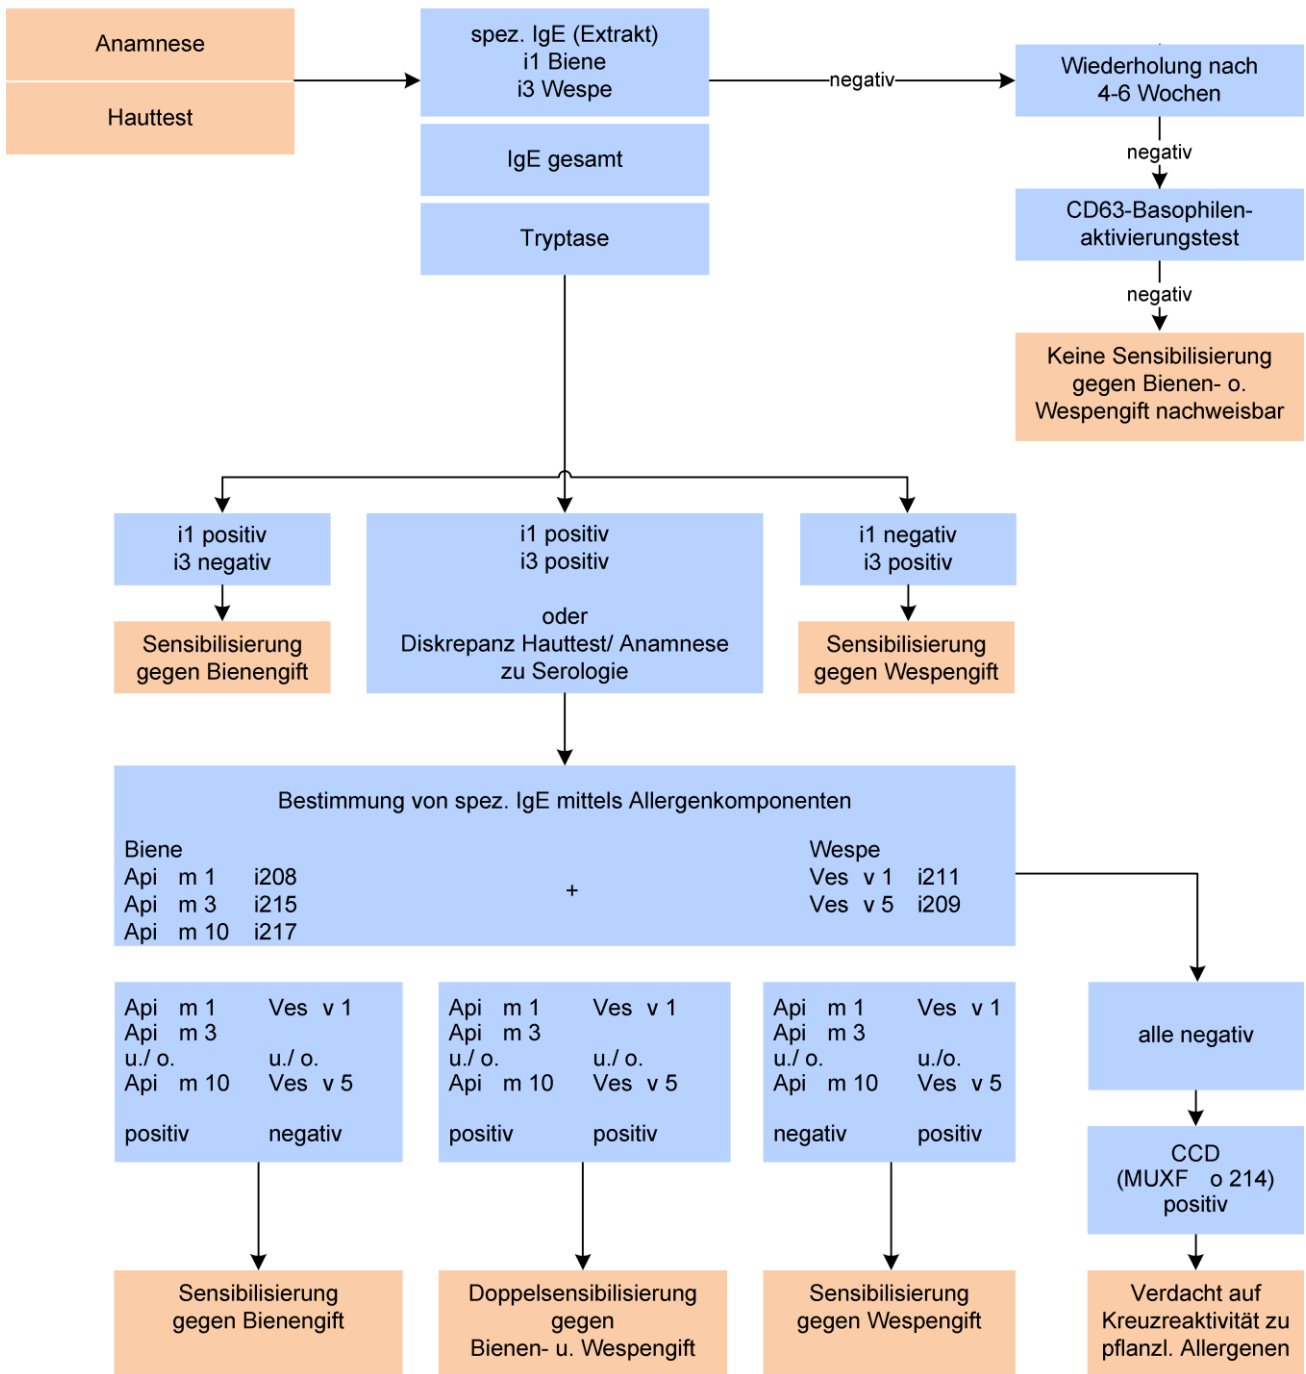 Anamnese
Hauttest
spez. IgE (Extrakt)
i1 Biene
i3 Wespe
IgE gesamt
Tryptase
negativ
Wiederholung nach
4-6 Wochen
negativ
CD63-Basophilen-
aktivierungstest
negativ
Keine Sensibilisierung
gegen Bienen- o.
Wespengift nachweisbar
i1 positiv
i3 negativ
Sensibilisierung
gegen Bienengift
i1 positiv
i3 positiv
oder
Diskrepanz Hauttest/ Anamnese
zu Serologie
i1 negativ
i3 positiv
Sensibilisierung
gegen Wespengift
Bestimmung von spez. IgE mittels Allergenkomponenten
Biene
Api m 1 i208
Api m 3 i215
Api m 10 i217
+
Wespe
Ves v 1 i211
Ves v 5 i209
Api m 1 Ves v 1
Api m 3
u./ o. u./ o.
Api m 10 Ves v 5
positiv negativ
Sensibilisierung
gegen Bienengift
Api m 1 Ves v 1
Api m 3
u./ o. u./ o.
Api m 10 Ves v 5
positiv positiv
Doppelsensibilisierung
gegen
Bienen- u. Wespengift
Api m 1 Ves v 1
Api m 3
u./ o. u./o.
Api m 10 Ves v 5
negativ positiv
Sensibilisierung
gegen Wespengift
alle negativ
CCD
(MUXF o 214)
positiv
Verdacht auf
Kreuzreaktivität zu
pflanzl. Allergenen